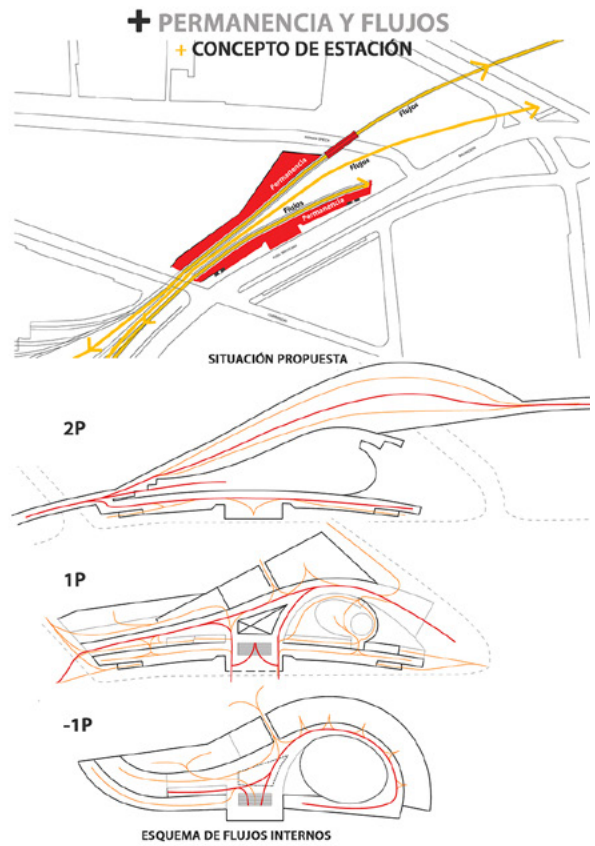 + PERMANENCIA Y FLUJOS
+ CONCEPTO DE ESTACIÓN
Flujos
Flujos
Permanencia
Flujos
Permanencia
SITUACIÓN PROPUESTA
2P
1P
-1P
ESQUEMA DE FLUJOS INTERNOS